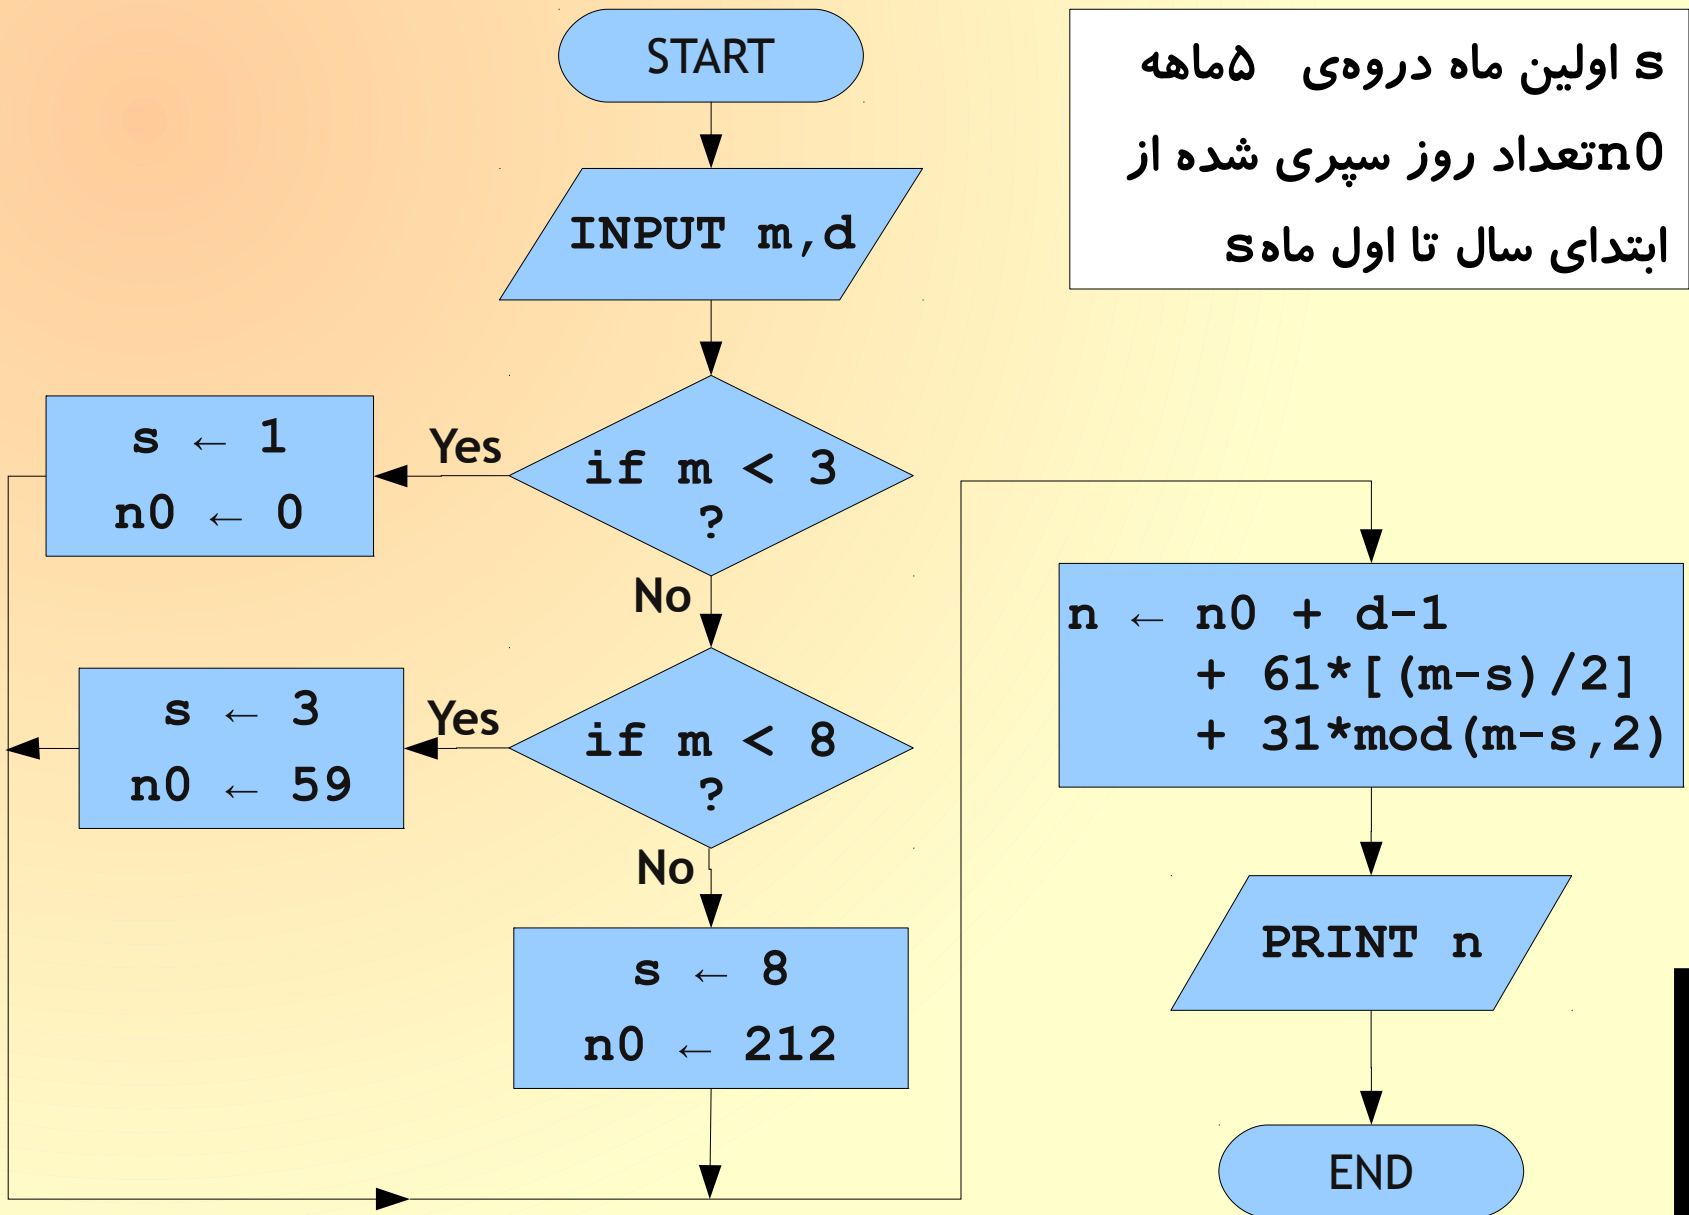 START
s اولین ماه دروه‌ی ۵ماهه
n0تعداد روز سپری شده از
ابتدای سال تا اول ماهs
INPUT m,d
if m < 3
?
Yes
s ← 1
n0 ← 0
No
if m < 8
?
Yes
s ← 3
n0 ← 59
No
s ← 8
n0 ← 212
n ← n0 + d-1
+ 61*[(m-s)/2]
+ 31*mod(m-s,2)
PRINT n
END